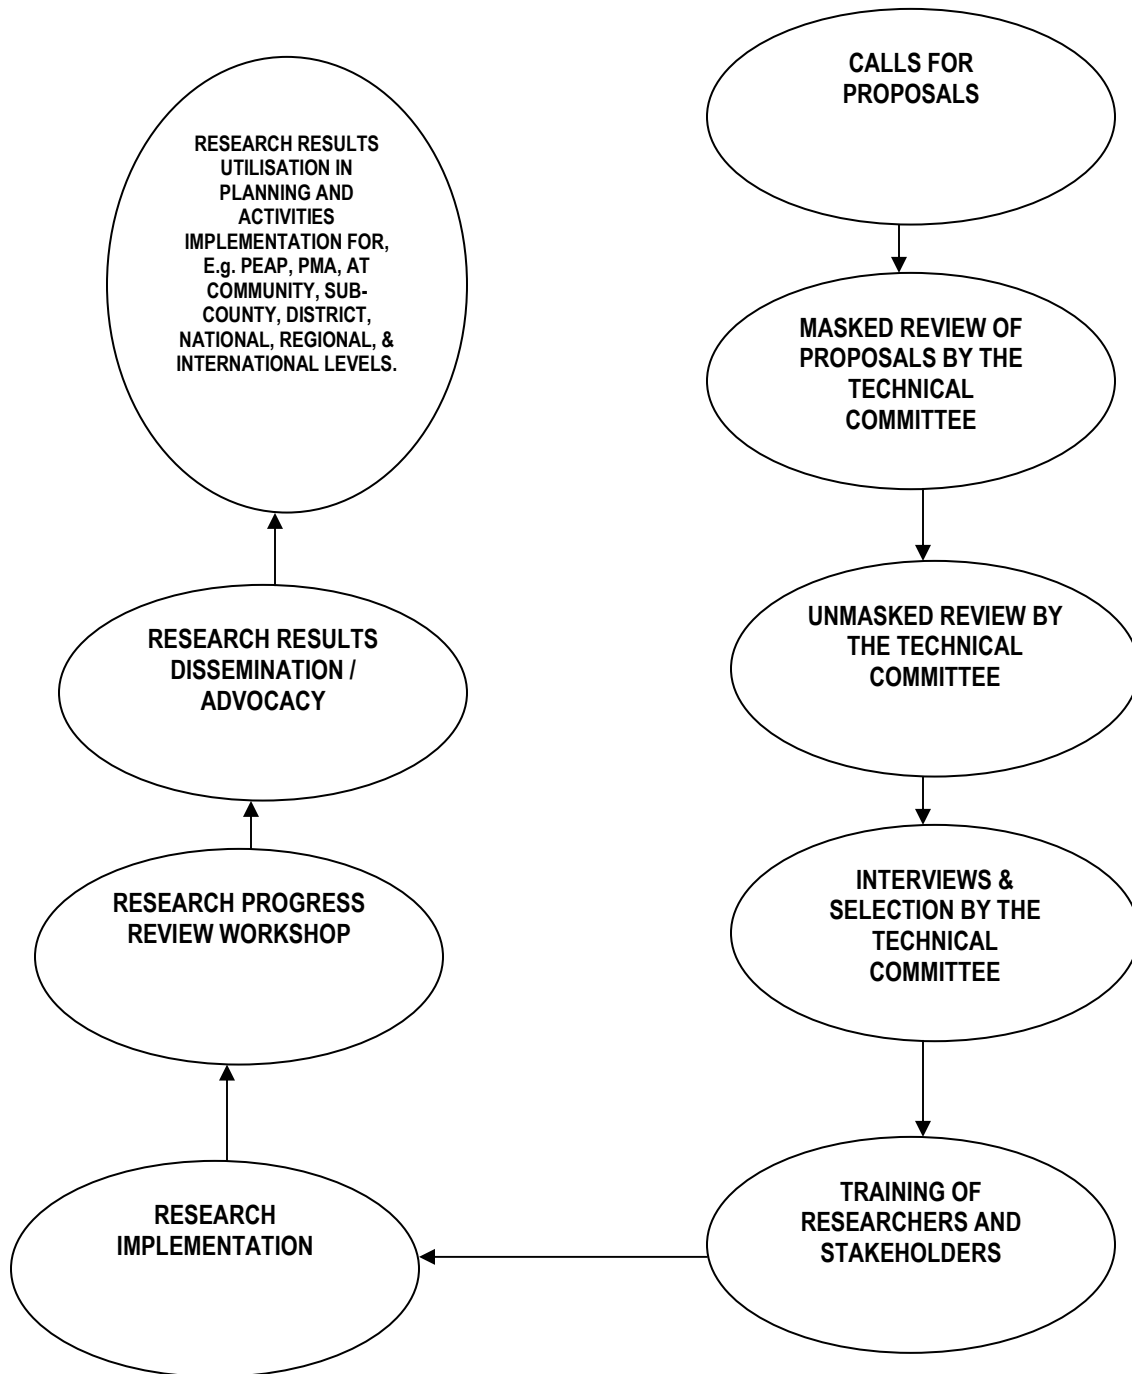 CALLS FOR
PROPOSALS
MASKED REVIEW OF
PROPOSALS BY THE
TECHNICAL
COMMITTEE
UNMASKED REVIEW BY
THE TECHNICAL
COMMITTEE
INTERVIEWS &
SELECTION BY THE
TECHNICAL
COMMITTEE
TRAINING OF
RESEARCHERS AND
STAKEHOLDERS
RESEARCH
IMPLEMENTATION
RESEARCH PROGRESS
REVIEW WORKSHOP
RESEARCH RESULTS
DISSEMINATION /
ADVOCACY
RESEARCH RESULTS
UTILISATION IN
PLANNING AND
ACTIVITIES
IMPLEMENTATION FOR,
E.g. PEAP, PMA, AT
COMMUNITY, SUB-
COUNTY, DISTRICT,
NATIONAL, REGIONAL, &
INTERNATIONAL LEVELS.